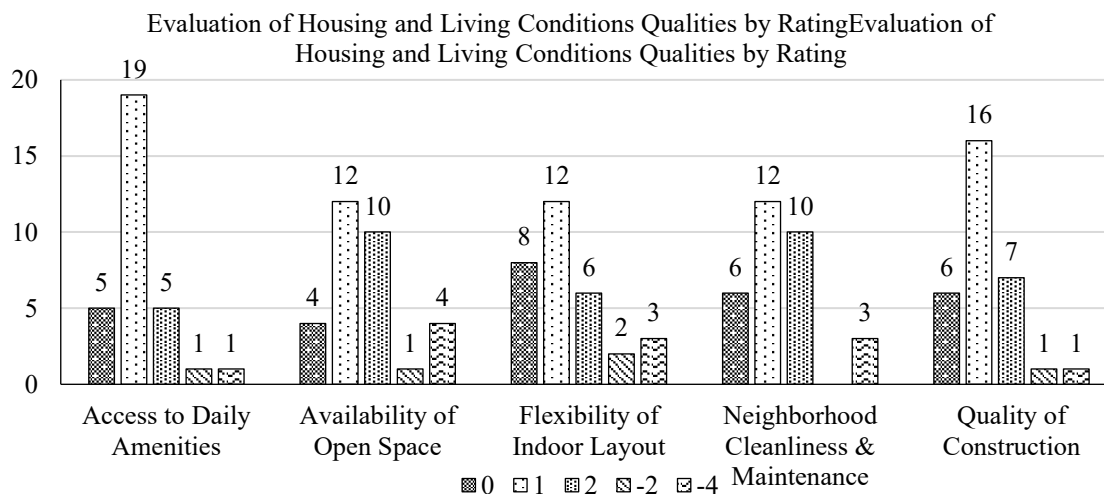 Evaluation of Housing and Living Conditions Qualities by RatingEvaluation of
Housing and Living Conditions Qualities by Rating
20
15
10
5
0
5
19
5
1
1
4
12
10
1
4
8
12
6
2
3
6
12
10
3
6
16
7
1
1
Access to Daily
Amenities
Availability of
Open Space
Flexibility of
Indoor Layout
Neighborhood
Cleanliness &
Maintenance
Quality of
Construction
0 1 2 -2 -4